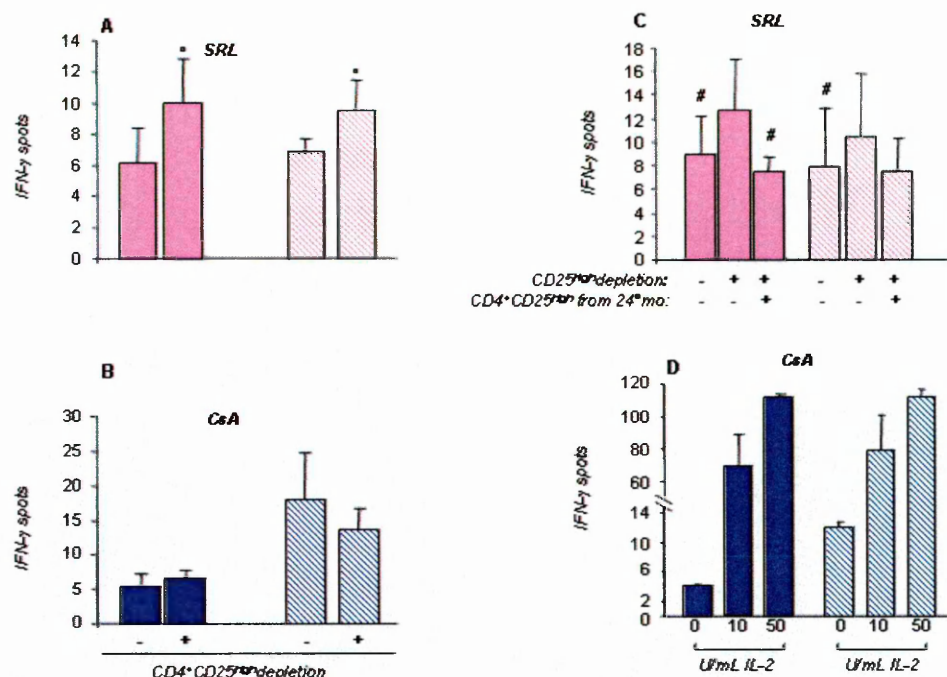 A
SRL
14
12
10
8
6
4
2
0
IFN-γ spots
*
*
C
SRL
18
16
14
12
10
8
6
4
2
0
IFN-γ spots
#
#
#
CD25ʰⁱᵍʰ depletion: - + + - + +
CD4⁺CD25ʰⁱᵍʰ from 24° mo: - - + - - +
B
CsA
30
25
20
15
10
5
0
IFN-γ spots
- + - +
CD4⁺CD25ʰⁱᵍʰ depletion
D
CsA
120
100
80
60
14
10
6
2
0
IFN-γ spots
0 10 50 0 10 50
U/mL IL-2 U/mL IL-2